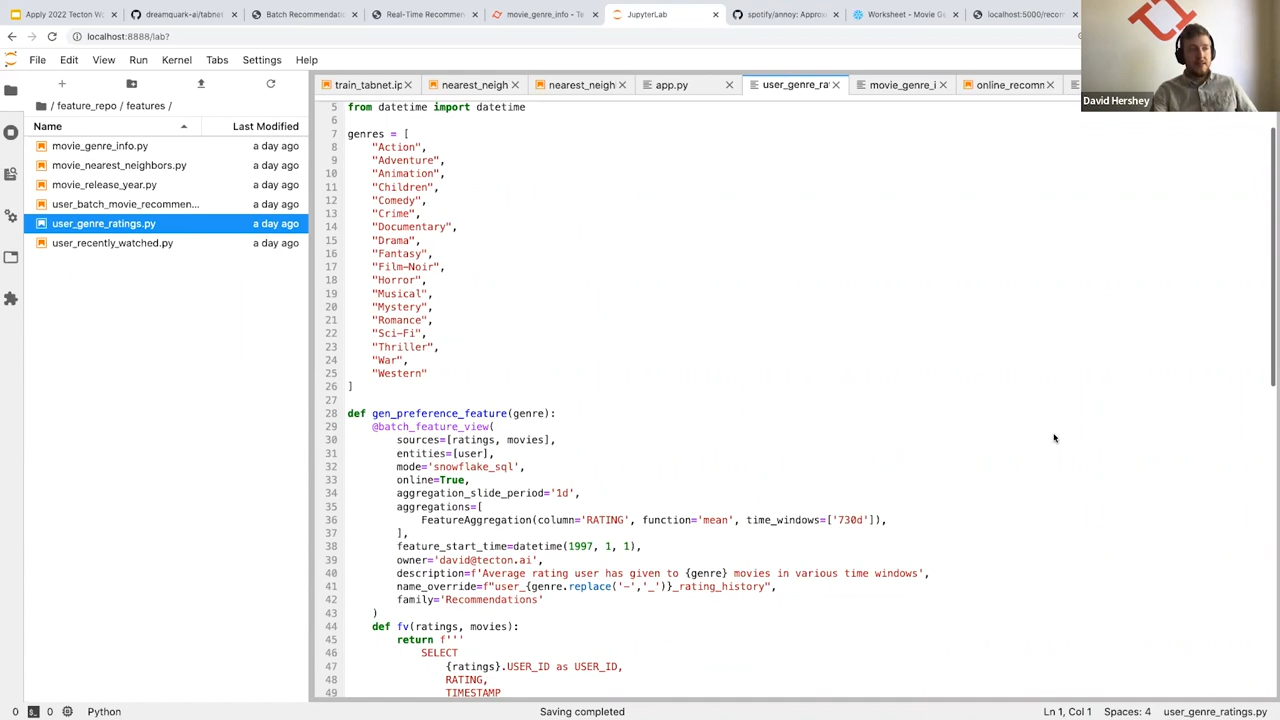 Apply 2022 Tecton W
dreamquark-ai/tabnet
Batch Recommendatio
Real-Time Recommen
movie_genre_info - Te
JupyterLab
spotify/annoy: Approx
Worksheet - Movie Ge
localhost:5000/recom
localhost:8888/lab?
File Edit View Run Kernel Tabs Settings Help
/ feature_repo / features /
Name Last Modified
movie_genre_info.py a day ago
movie_nearest_neighbors.py a day ago
movie_release_year.py a day ago
user_batch_movie_recommen... a day ago
user_genre_ratings.py a day ago
user_recently_watched.py a day ago
train_tabnet.ip
nearest_neigh
nearest_neigh
app.py
user_genre_ra
movie_genre_i
online_recomn
David Hershey
5 from datetime import datetime
6
7 genres = [
8 "Action",
9 "Adventure",
10 "Animation",
11 "Children",
12 "Comedy",
13 "Crime",
14 "Documentary",
15 "Drama",
16 "Fantasy",
17 "Film-Noir",
18 "Horror",
19 "Musical",
20 "Mystery",
21 "Romance",
22 "Sci-Fi",
23 "Thriller",
24 "War",
25 "Western"
26 ]
27
28 def gen_preference_feature(genre):
29 @batch_feature_view(
30 sources=[ratings, movies],
31 entities=[user],
32 mode='snowflake_sql',
33 online=True,
34 aggregation_slide_period='1d',
35 aggregations=[
36 FeatureAggregation(column='RATING', function='mean', time_windows=['730d']),
37 ],
38 feature_start_time=datetime(1997, 1, 1),
39 owner='david@tecton.ai',
40 description=f'Average rating user has given to {genre} movies in various time windows',
41 name_override=f"user_{genre.replace('-','_')}_rating_history",
42 family='Recommendations'
43 )
44 def fv(ratings, movies):
45 return f'''
46 SELECT
47 {ratings}.USER_ID as USER_ID,
48 RATING,
49 TIMESTAMP
0 0 Python Saving completed Ln 1, Col 1 Spaces: 4 user_genre_ratings.py